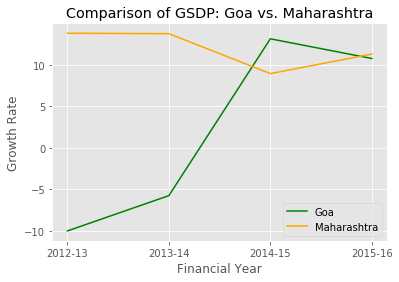 Comparison of GSDP: Goa vs. Maharashtra
Growth Rate
10
5
0
−5
−10
2012-13 2013-14 2014-15 2015-16
Financial Year
Goa
Maharashtra